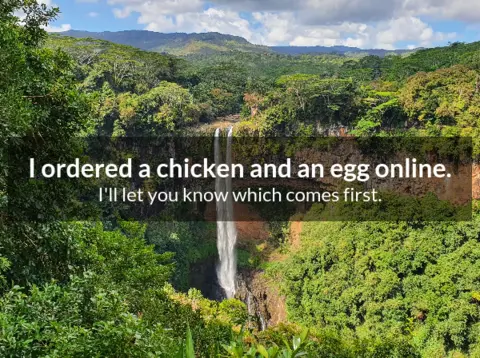 I ordered a chicken and an egg online.
I'll let you know which comes first.